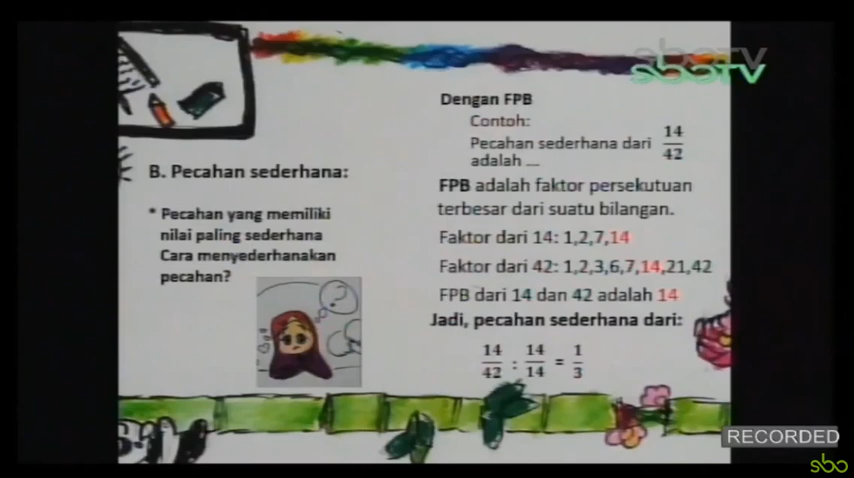 sboTV
sboTV
B. Pecahan sederhana:
* Pecahan yang memiliki
nilai paling sederhana
Cara menyederhanakan
pecahan?
Dengan FPB
Contoh:
Pecahan sederhana dari 14/42
adalah ...
FPB adalah faktor persekutuan
terbesar dari suatu bilangan.
Faktor dari 14: 1,2,7,14
Faktor dari 42: 1,2,3,6,7,14,21,42
FPB dari 14 dan 42 adalah 14
Jadi, pecahan sederhana dari:
14/42 : 14/14 = 1/3
RECORDED
sbo